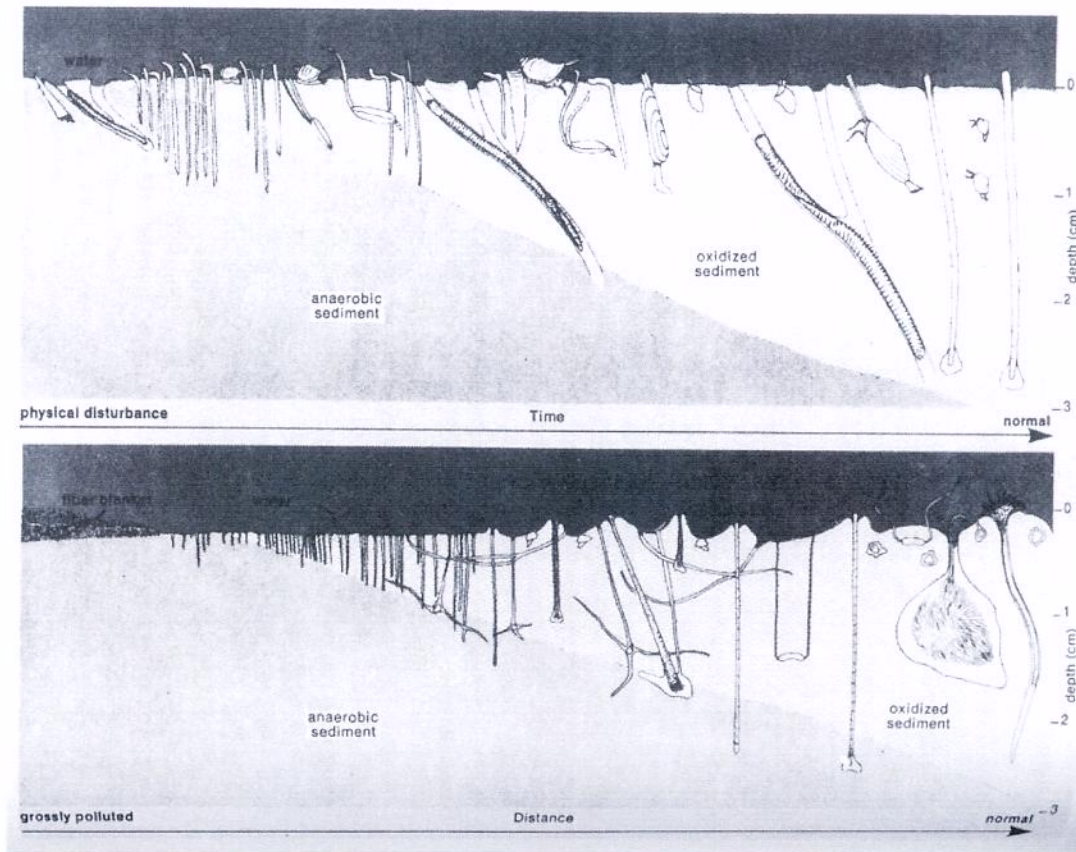 water
0
-1
oxidized
sediment
depth (cm)
anaerobic
sediment
-2
-3
physical disturbance
Time
normal
fiber blanket
water
0
-1
depth (cm)
anaerobic
sediment
oxidized
sediment
-2
-3
grossly polluted
Distance
normal